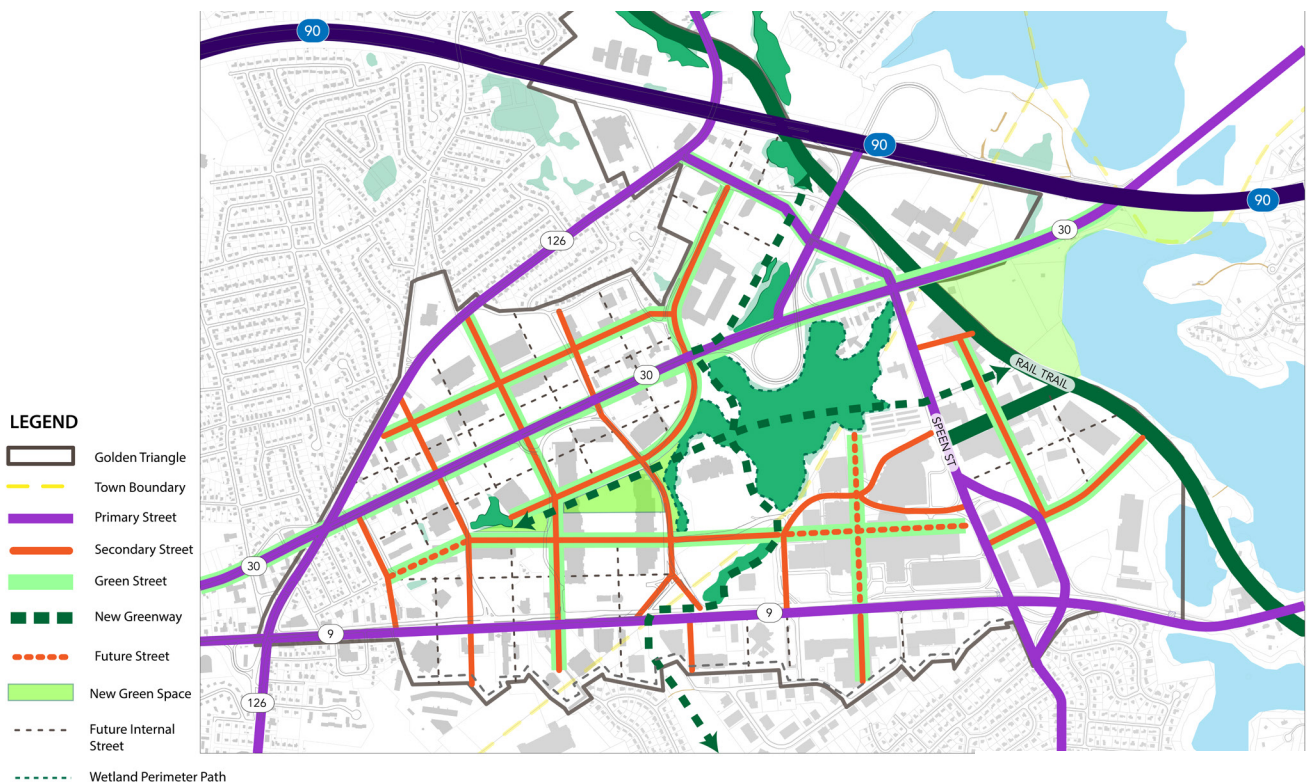 90
90
90
126
30
30
30
RAIL TRAIL
SPEEN ST
9
9
126
LEGEND
Golden Triangle
Town Boundary
Primary Street
Secondary Street
Green Street
New Greenway
Future Street
New Green Space
Future Internal
Street
Wetland Perimeter Path